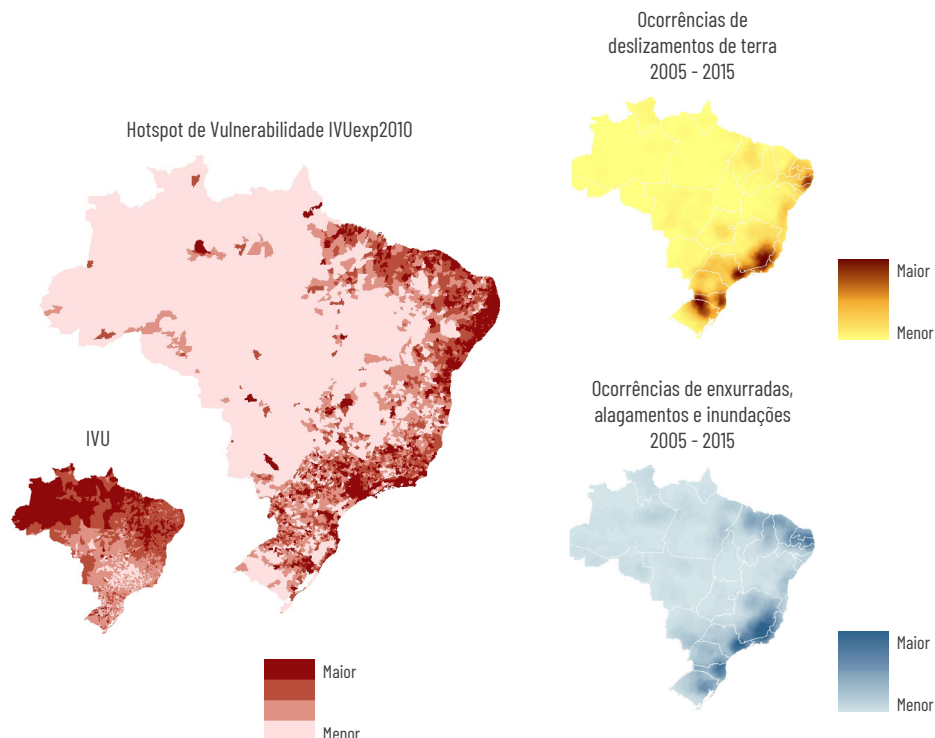 Hotspot de Vulnerabilidade IVUexp2010
IVU
Maior
Menor
Ocorrências de
deslizamentos de terra
2005 - 2015
Maior
Menor
Ocorrências de enxurradas,
alagamentos e inundações
2005 - 2015
Maior
Menor